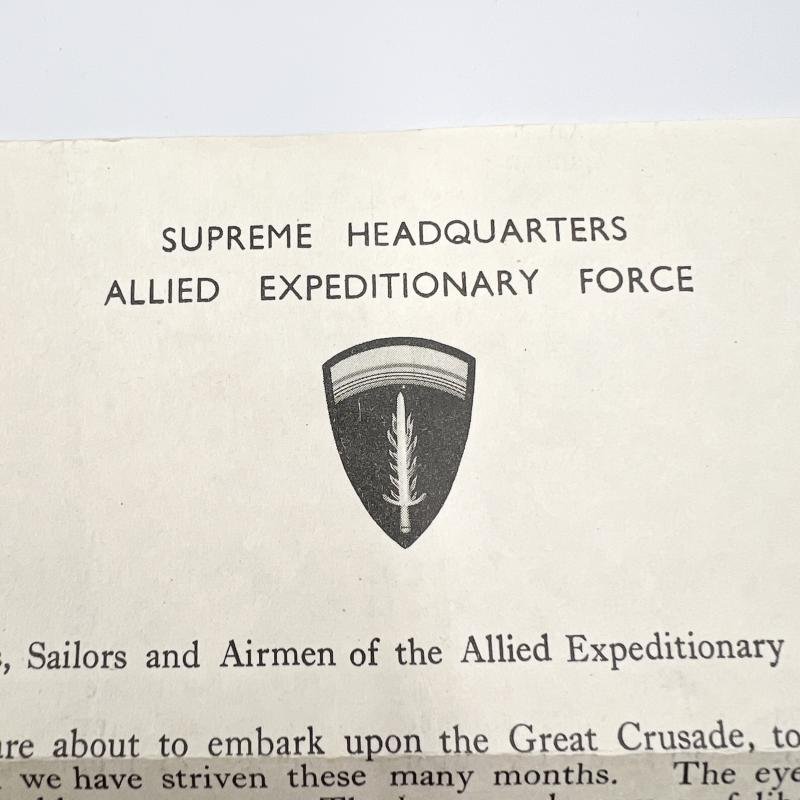 SUPREME HEADQUARTERS
ALLIED EXPEDITIONARY FORCE
, Sailors and Airmen of the Allied Expeditionary
are about to embark upon the Great Crusade, to
we have striven these many months. The eye